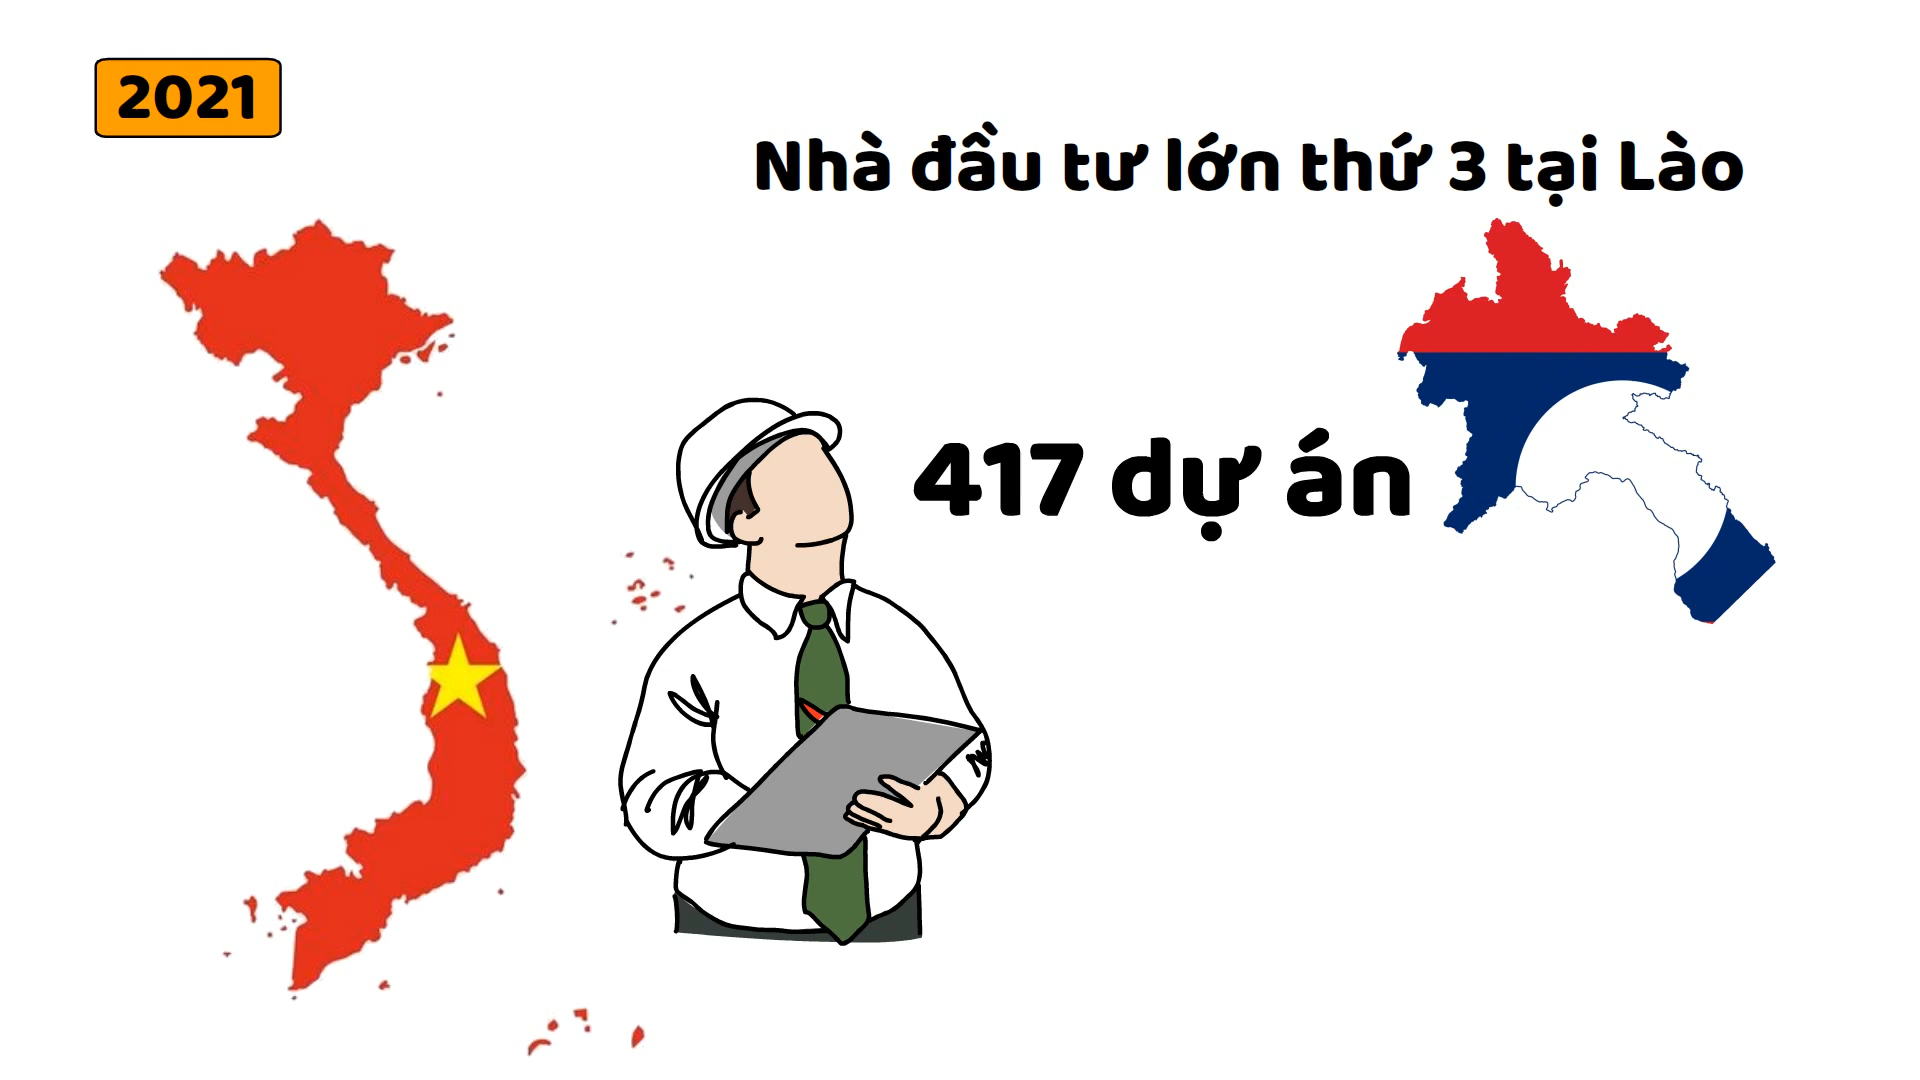 2021
Nhà đầu tư lớn thứ 3 tại Lào
417 dự án